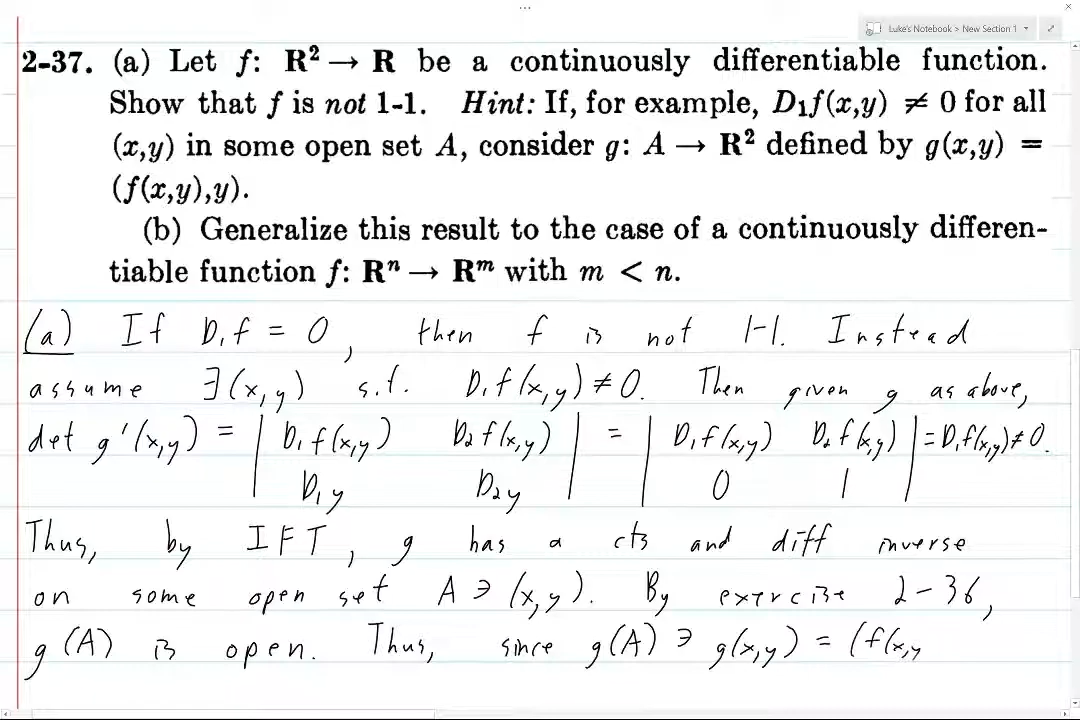 Luke's Notebook > New Section 1
2-37. (a) Let f: R² → R be a continuously differentiable function.
Show that f is not 1-1. Hint: If, for example, D₁f(x,y) ≠ 0 for all
(x,y) in some open set A, consider g: A → R² defined by g(x,y) =
(f(x,y),y).
(b) Generalize this result to the case of a continuously differen-
tiable function f: Rⁿ → Rᵐ with m < n.
(a) If D₁f = 0, then f is not 1-1. Instead
assume ∃(x,y) s.t. D₁f(x,y) ≠ 0. Then given g as above,
det g'(x,y) = | D₁f(x,y) D₂f(x,y) | = | D₁f(x,y) D₂f(x,y) | = D₁f(x,y) ≠ 0.
D₁y D₂y 0 1
Thus, by IFT, g has a cts and diff inverse
on some open set A ∋ (x,y). By exercise 2-36,
g(A) is open. Thus, since g(A) ∋ g(x,y) = (f(x,y